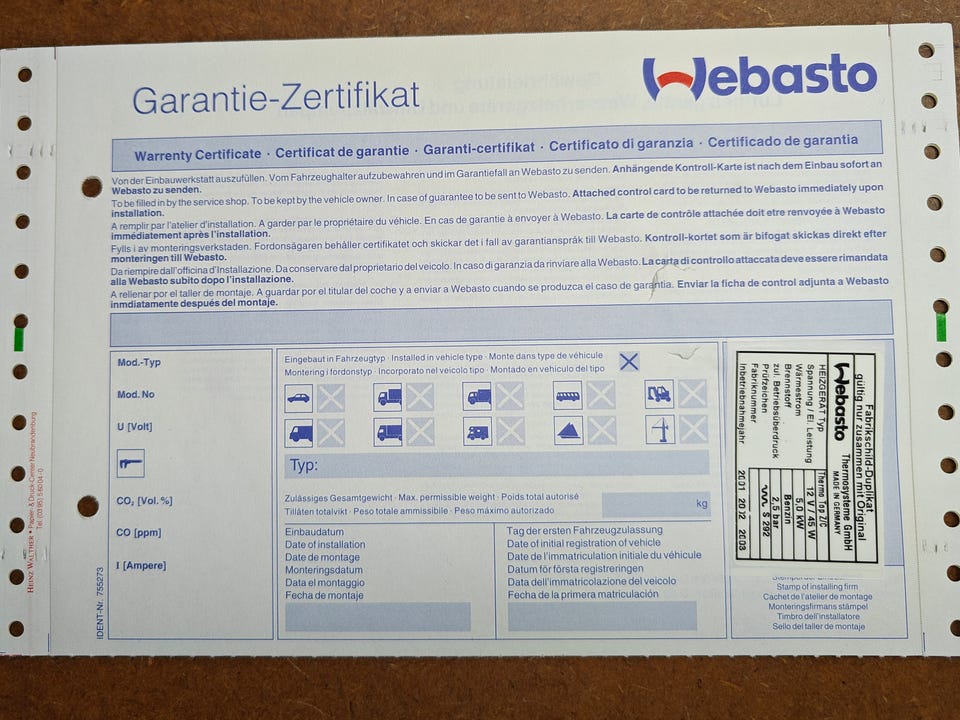 Garantie-Zertifikat
Webasto
Warrenty Certificate · Certificat de garantie · Garanti-certifikat · Certificato di garanzia · Certificado de garantia
Von der Einbauwerkstatt auszufüllen. Vom Fahrzeughalter aufzubewahren und im Garantiefall an Webasto zu senden. Anhängende Kontroll-Karte ist nach dem Einbau sofort an
Webasto zu senden.
To be filled in by the service shop. To be kept by the vehicle owner. In case of guarantee to be sent to Webasto. Attached control card to be returned to Webasto immediately upon
installation.
A remplir par l'atelier d'installation. A garder par le propriétaire du véhicule. En cas de garantie à envoyer à Webasto. La carte de contrôle attachée doit etre renvoyée à Webasto
immédiatement après l'installation.
Fylls i av monteringsverkstaden. Fordonsägaren behåller certifikatet och skickar det i fall av garantianspråk till Webasto. Kontroll-kortet som är bifogat skickas direkt efter
monteringen till Webasto.
Da riempire dall'officina d'Installazione. Da conservare dal proprietario del veicolo. In caso di garanzia da rinviare alla Webasto. La carta di controllo attaccata deve essere rimandata
alla Webasto subito dopo l'installazione.
A rellenar por el taller de montaje. A guardar por el titular del coche y a enviar a Webasto cuando se produzca el caso de garantia. Enviar la ficha de control adjunta a Webasto
inmdiatamente después del montaje.
Mod.-Typ
Mod. No
U [Volt]
CO₂ [Vol. %]
CO [ppm]
I [Ampere]
Eingebaut in Fahrzeugtyp · Installed in vehicle type · Monte dans type de véhicule
Montering i fordonstyp · Incorporato nel veicolo tipo · Montado en vehiculo del tipo
Typ:
Zulässiges Gesamtgewicht · Max. permissible weight · Poids total autorisé
Tillåten totalvikt · Peso totale ammissibile · Peso máximo autorizado
kg
Einbaudatum
Date of installation
Date de montage
Monteringsdatum
Data el montaggio
Fecha de montaje
Tag der ersten Fahrzeugzulassung
Date of initial registration of vehicle
Date de l'immatriculation initiale du véhicule
Datum för första registreringen
Data dell'immatricolazione del veicolo
Fecha de la primera matriculación
Fabrikschild-Duplikat
gültig nur zusammen mit Original
Webasto Thermosysteme GmbH
MADE IN GERMANY
HEIZGERÄT Typ Thermo Top Z/C
Spannung / El. Leistung 12 V / 45 W
Wärmestrom 5,0 kW
Brennstoff Benzin
zul. Betriebsüberdruck 2,5 bar
Prüfzeichen S 292
Fabriknummer
Inbetriebnahmejahr 2001 2002 2003
Stamp of installing firm
Cachet de l'atelier de montage
Monteringsfirmans stämpel
Timbro dell'installatore
Sello del taller de montaje
IDENT-Nr. 755273
HEINZ WALTHER • Papier & Druck-Center Neubrandenburg